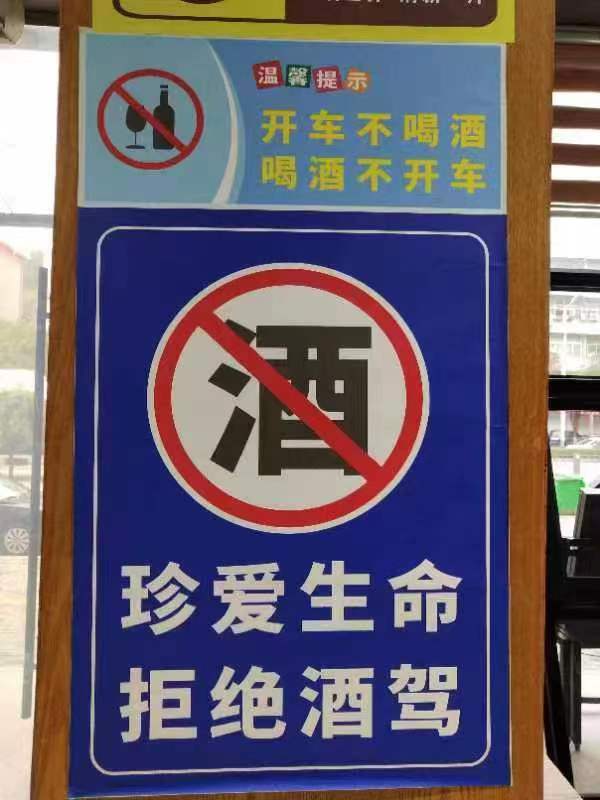 温馨提示
开车不喝酒
喝酒不开车
酒
珍爱生命
拒绝酒驾